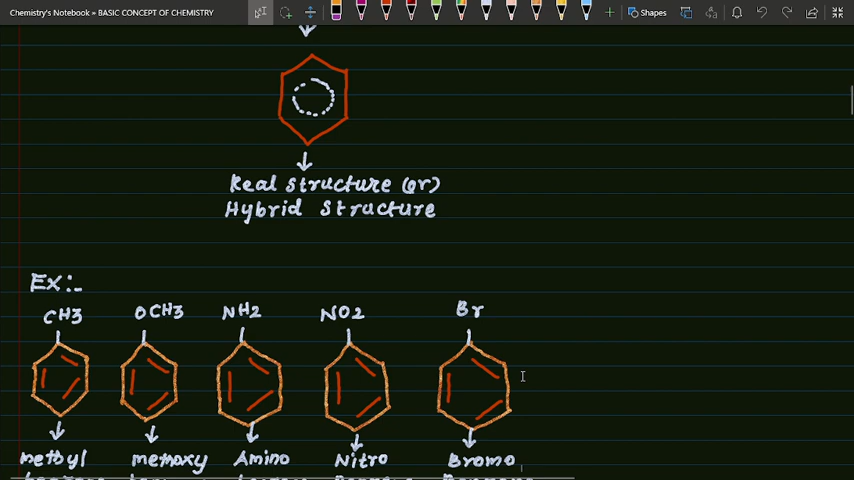 Chemistry's Notebook » BASIC CONCEPT OF CHEMISTRY
Shapes
Real structure (or)
Hybrid structure
Ex:-
CH3 OCH3 NH2 NO2 Br
methyl methoxy Amino Nitro Bromo